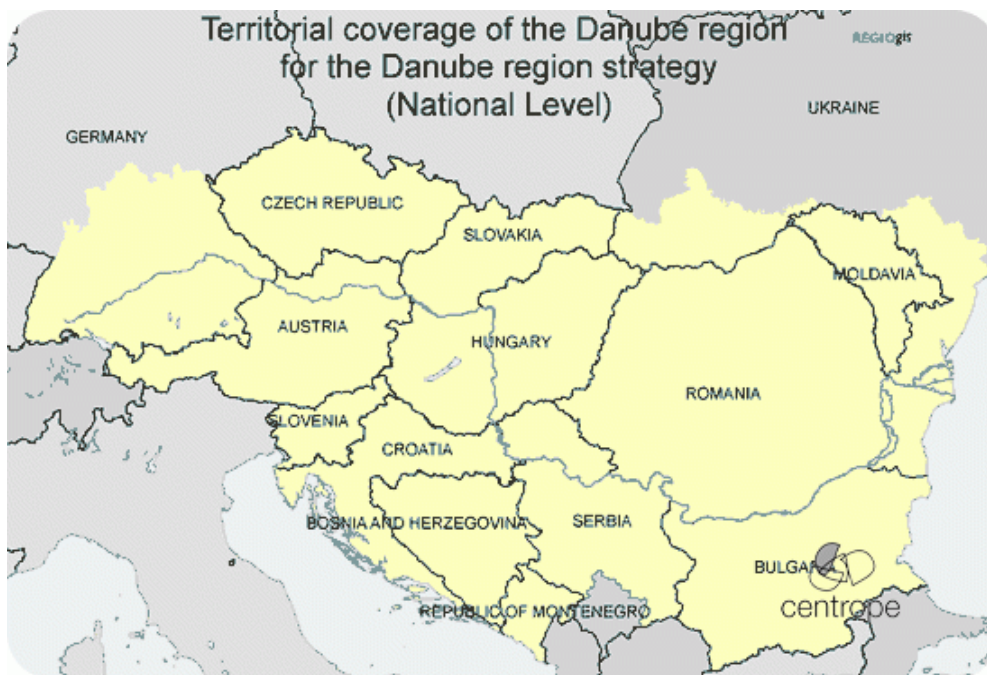 Territorial coverage of the Danube region
for the Danube region strategy
(National Level)
REGIOgis
UKRAINE
GERMANY
CZECH REPUBLIC
SLOVAKIA
MOLDAVIA
AUSTRIA
HUNGARY
ROMANIA
SLOVENIA
CROATIA
BOSNIA AND HERZEGOVINA
SERBIA
BULGARIA
centrope
REPUBLIC OF MONTENEGRO